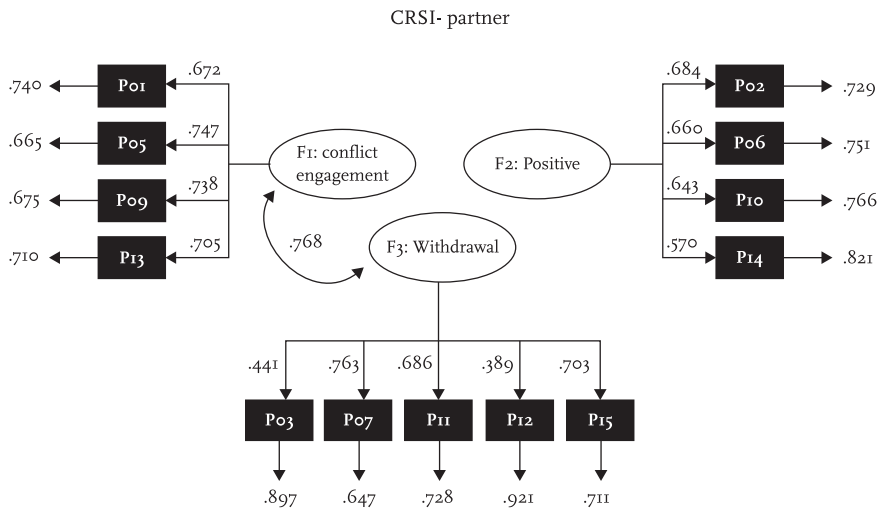 CRSI- partner
.740 P01 .672
.665 P05 .747
.675 P09 .738
.710 P13 .705
F1: conflict
engagement
F2: Positive
.684 P02 .729
.660 P06 .751
.643 P10 .766
.570 P14 .821
.768
F3: Withdrawal
.441 .763 .686 .389 .703
P03 P07 P11 P12 P15
.897 .647 .728 .921 .711